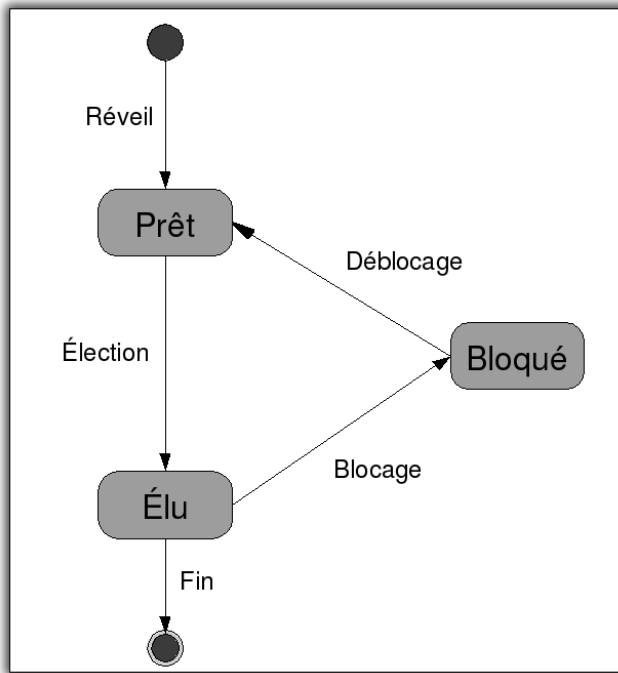 Réveil
Prêt
Déblocage
Élection
Bloqué
Blocage
Élu
Fin